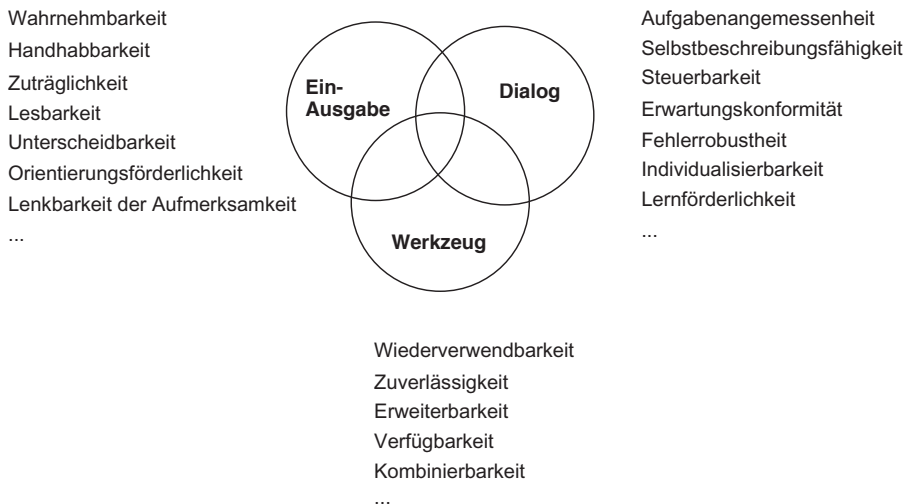 Wahrnehmbarkeit
Handhabbarkeit
Zuträglichkeit
Lesbarkeit
Unterscheidbarkeit
Orientierungsförderlichkeit
Lenkbarkeit der Aufmerksamkeit
...
Ein-
Ausgabe
Dialog
Werkzeug
Aufgabenangemessenheit
Selbstbeschreibungsfähigkeit
Steuerbarkeit
Erwartungskonformität
Fehlerrobustheit
Individualisierbarkeit
Lernförderlichkeit
...
Wiederverwendbarkeit
Zuverlässigkeit
Erweiterbarkeit
Verfügbarkeit
Kombinierbarkeit
...